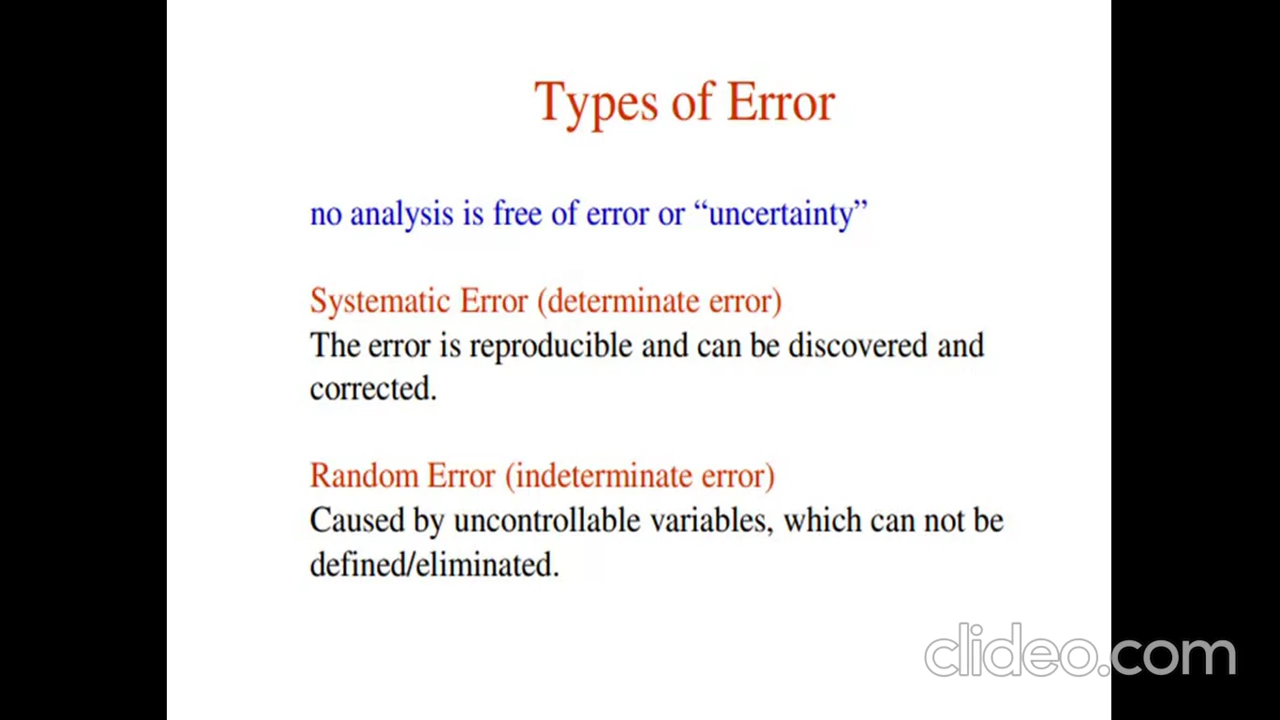 Types of Error
no analysis is free of error or “uncertainty”
Systematic Error (determinate error)
The error is reproducible and can be discovered and
corrected.
Random Error (indeterminate error)
Caused by uncontrollable variables, which can not be
defined/eliminated.
clideo.com